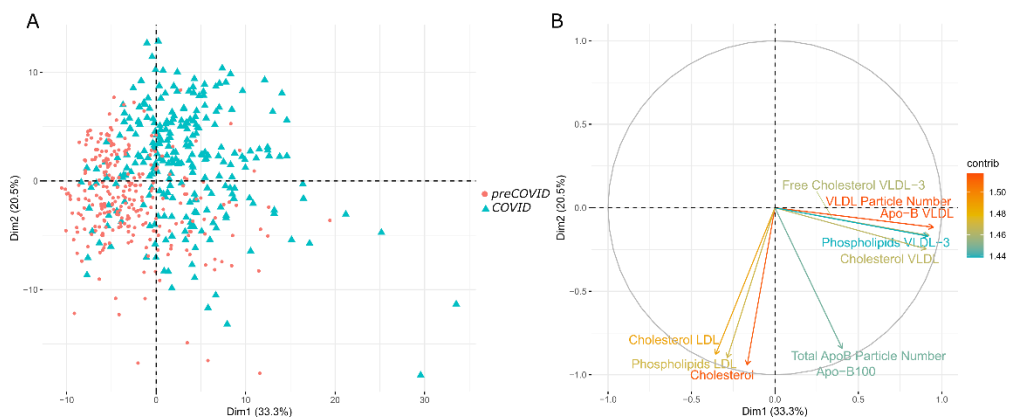 A
10
0
−10
−10
0
10
20
30
Dim1 (33.3%)
Dim2 (20.5%)
preCOVID
COVID
B
1.0
0.5
0.0
−0.5
−1.0
−1.0
−0.5
0.0
0.5
1.0
Dim1 (33.3%)
Dim2 (20.5%)
Free Cholesterol VLDL−3
VLDL Particle Number
Apo−B VLDL
Phospholipids VLDL−3
Cholesterol VLDL
Cholesterol LDL
Phospholipids LDL
Cholesterol
Total ApoB Particle Number
Apo−B100
contrib
1.50
1.48
1.46
1.44